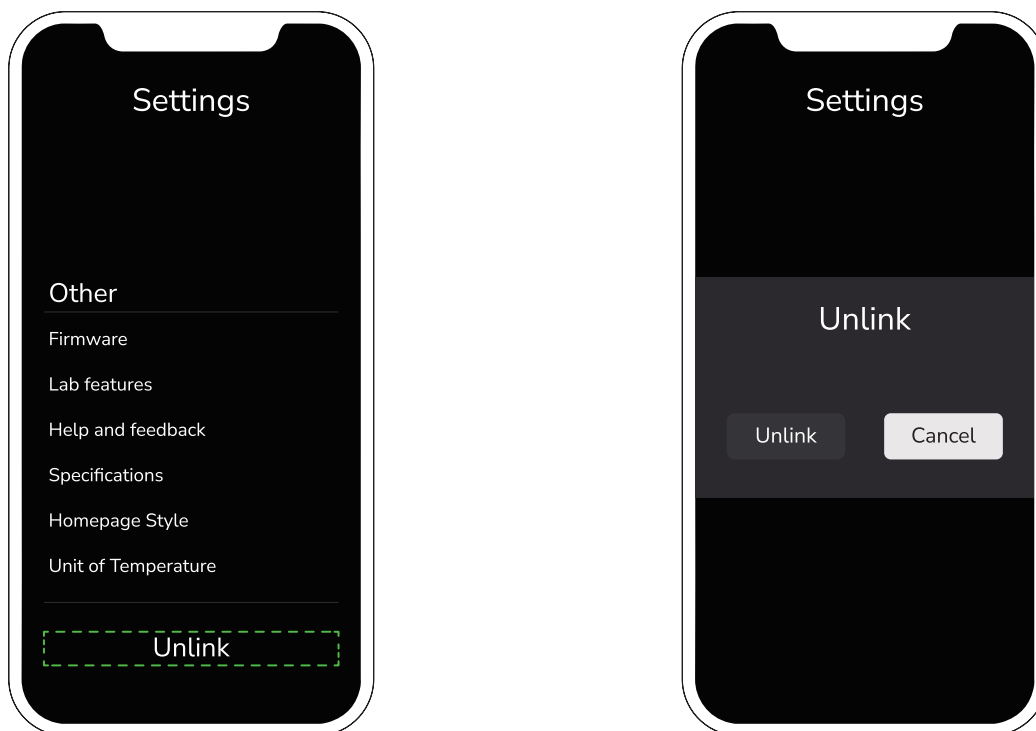 Settings
Other
Firmware
Lab features
Help and feedback
Specifications
Homepage Style
Unit of Temperature
Unlink
Settings
Unlink
Unlink Cancel